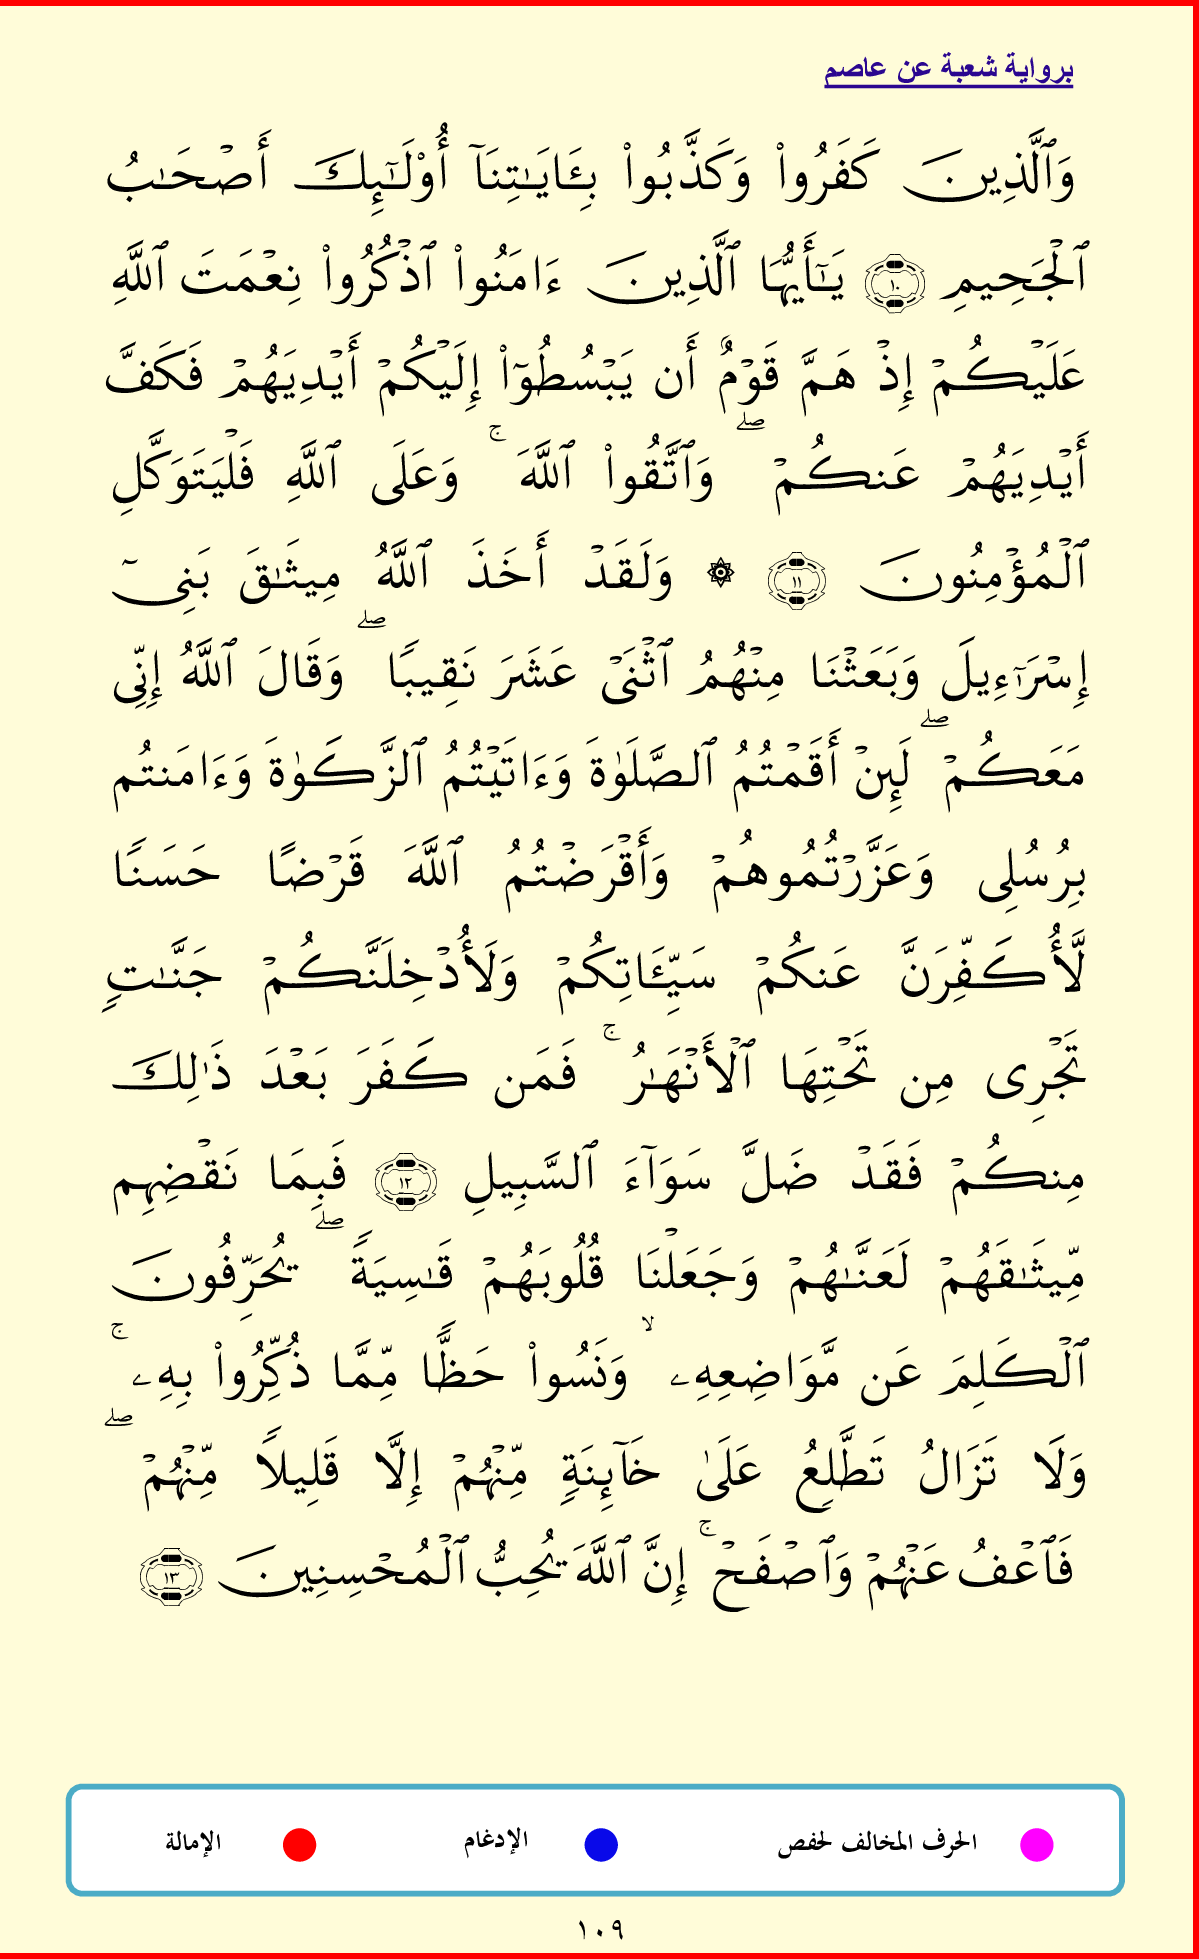 برواية شعبة عن عاصم
وَٱلَّذِينَ كَفَرُوا۟ وَكَذَّبُوا۟ بِـَٔايَـٰتِنَآ أُو۟لَـٰٓئِكَ أَصْحَـٰبُ
ٱلْجَحِيمِ ١٠ يَـٰٓأَيُّهَا ٱلَّذِينَ ءَامَنُوا۟ ٱذْكُرُوا۟ نِعْمَتَ ٱللَّهِ
عَلَيْكُمْ إِذْ هَمَّ قَوْمٌ أَن يَبْسُطُوٓا۟ إِلَيْكُمْ أَيْدِيَهُمْ فَكَفَّ
أَيْدِيَهُمْ عَنكُمْ ۖ وَٱتَّقُوا۟ ٱللَّهَ ۚ وَعَلَى ٱللَّهِ فَلْيَتَوَكَّلِ
ٱلْمُؤْمِنُونَ ١١ ۞ وَلَقَدْ أَخَذَ ٱللَّهُ مِيثَـٰقَ بَنِىٓ
إِسْرَٰٓءِيلَ وَبَعَثْنَا مِنْهُمُ ٱثْنَىْ عَشَرَ نَقِيبًا ۖ وَقَالَ ٱللَّهُ إِنِّى
مَعَكُمْ ۖ لَئِنْ أَقَمْتُمُ ٱلصَّلَوٰةَ وَءَاتَيْتُمُ ٱلزَّكَوٰةَ وَءَامَنتُم
بِرُسُلِى وَعَزَّرْتُمُوهُمْ وَأَقْرَضْتُمُ ٱللَّهَ قَرْضًا حَسَنًا
لَّأُكَفِّرَنَّ عَنكُمْ سَيِّـَٔاتِكُمْ وَلَأُدْخِلَنَّكُمْ جَنَّـٰتٍ
تَجْرِى مِن تَحْتِهَا ٱلْأَنْهَـٰرُ ۚ فَمَن كَفَرَ بَعْدَ ذَٰلِكَ
مِنكُمْ فَقَدْ ضَلَّ سَوَآءَ ٱلسَّبِيلِ ١٢ فَبِمَا نَقْضِهِم
مِّيثَـٰقَهُمْ لَعَنَّـٰهُمْ وَجَعَلْنَا قُلُوبَهُمْ قَـٰسِيَةً ۖ يُحَرِّفُونَ
ٱلْكَلِمَ عَن مَّوَاضِعِهِۦ ۙ وَنَسُوا۟ حَظًّا مِّمَّا ذُكِّرُوا۟ بِهِۦ ۚ
وَلَا تَزَالُ تَطَّلِعُ عَلَىٰ خَآئِنَةٍ مِّنْهُمْ إِلَّا قَلِيلًا مِّنْهُمْ ۖ
فَٱعْفُ عَنْهُمْ وَٱصْفَحْ ۚ إِنَّ ٱللَّهَ يُحِبُّ ٱلْمُحْسِنِينَ ١٣
الحرف المخالف لحفص الإدغام الإمالة
١٠٩